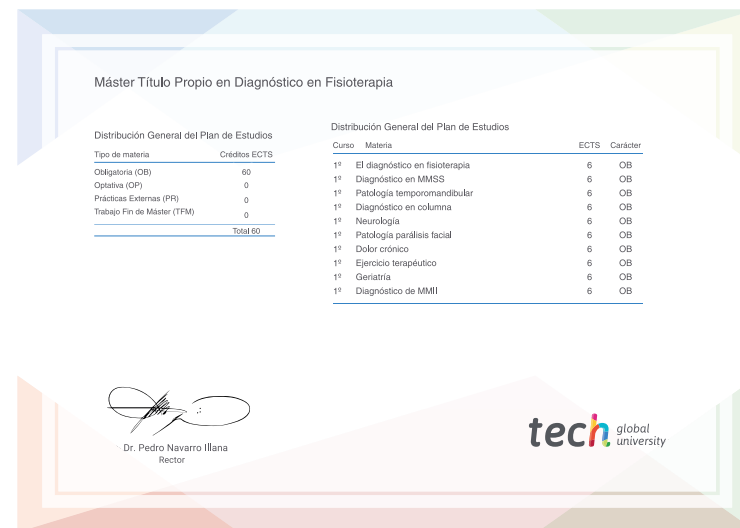 Máster Título Propio en Diagnóstico en Fisioterapia
Distribución General del Plan de Estudios
Tipo de materia Créditos ECTS
Obligatoria (OB) 60
Optativa (OP) 0
Prácticas Externas (PR) 0
Trabajo Fin de Máster (TFM) 0
Total 60
Distribución General del Plan de Estudios
Curso Materia ECTS Carácter
1º El diagnóstico en fisioterapia 6 OB
1º Diagnóstico en MMSS 6 OB
1º Patología temporomandibular 6 OB
1º Diagnóstico en columna 6 OB
1º Neurología 6 OB
1º Patología parálisis facial 6 OB
1º Dolor crónico 6 OB
1º Ejercicio terapéutico 6 OB
1º Geriatría 6 OB
1º Diagnóstico de MMII 6 OB
Dr. Pedro Navarro Illana
Rector
tech global
university